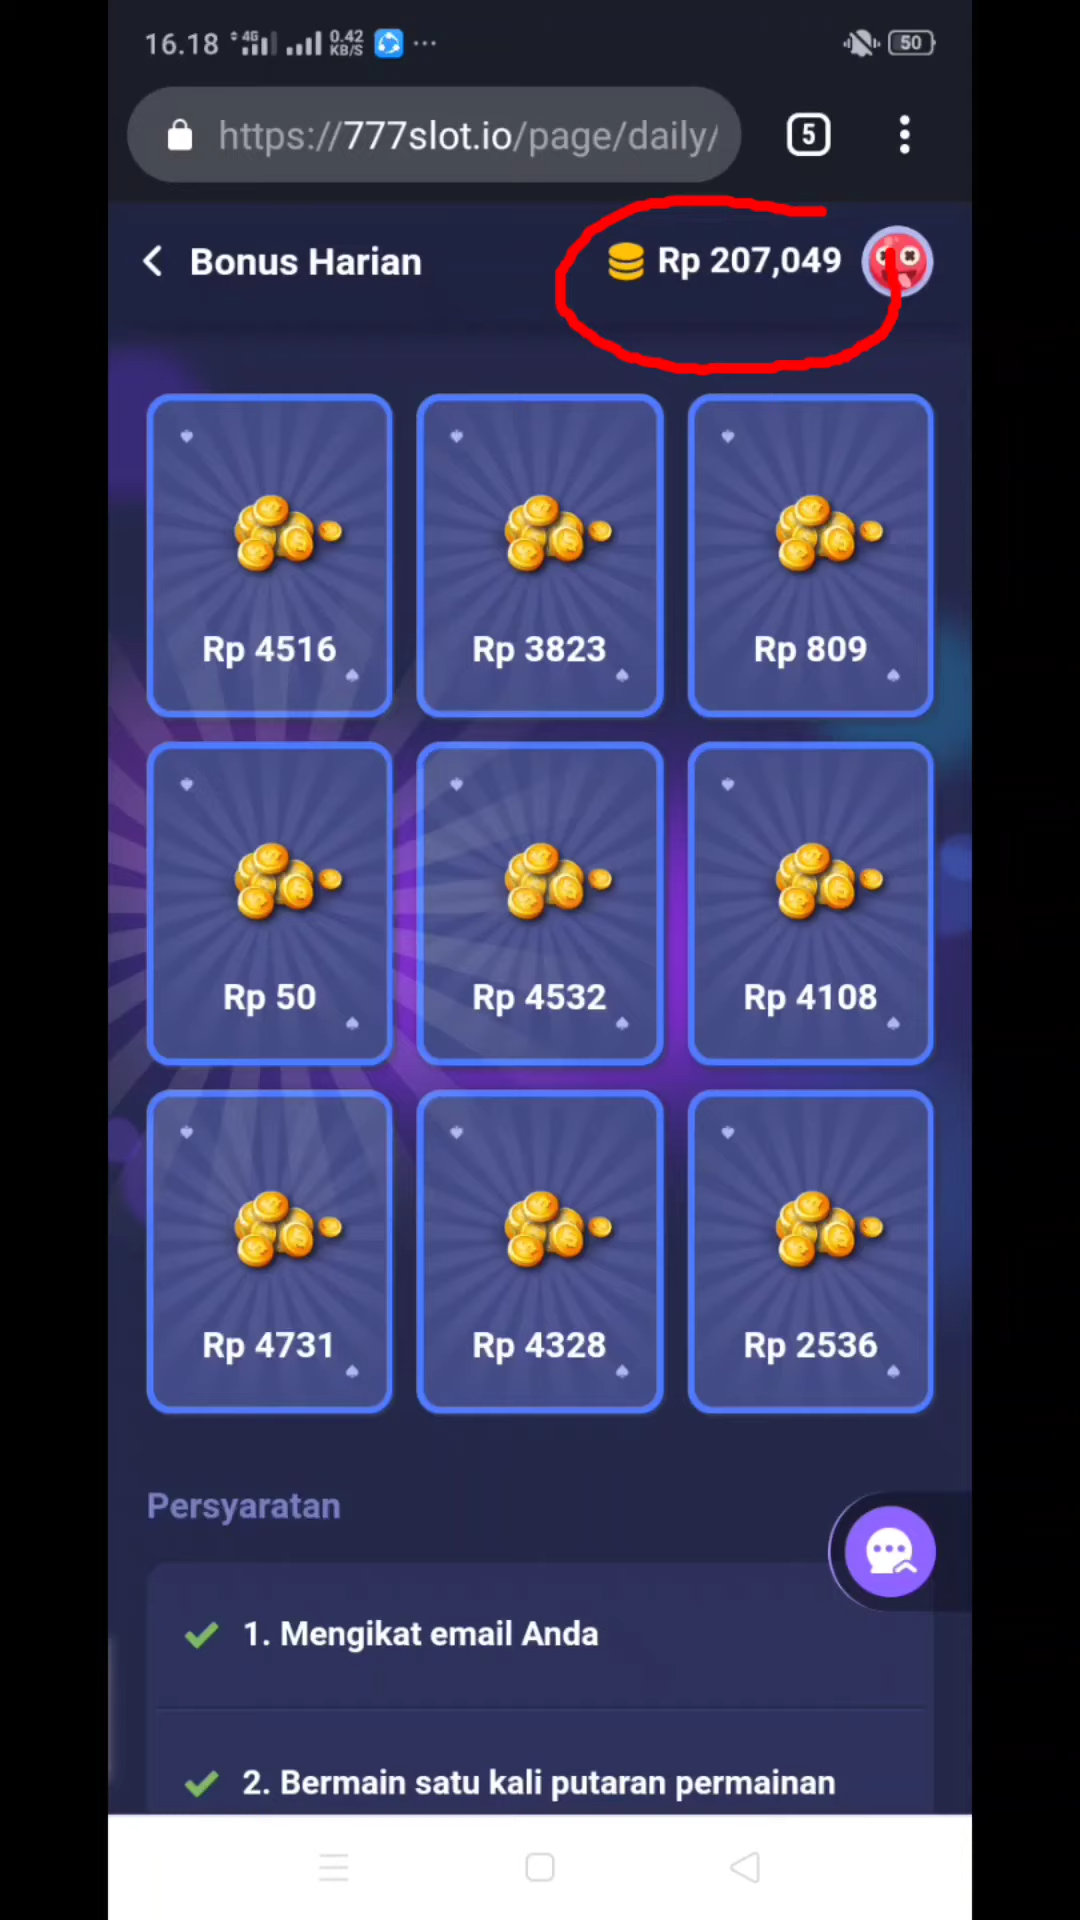 16.18 4G 0.42 KB/S ... 50
https://777slot.io/page/daily/ 5
Bonus Harian Rp 207,049
Rp 4516 Rp 3823 Rp 809
Rp 50 Rp 4532 Rp 4108
Rp 4731 Rp 4328 Rp 2536
Persyaratan
1. Mengikat email Anda
2. Bermain satu kali putaran permainan